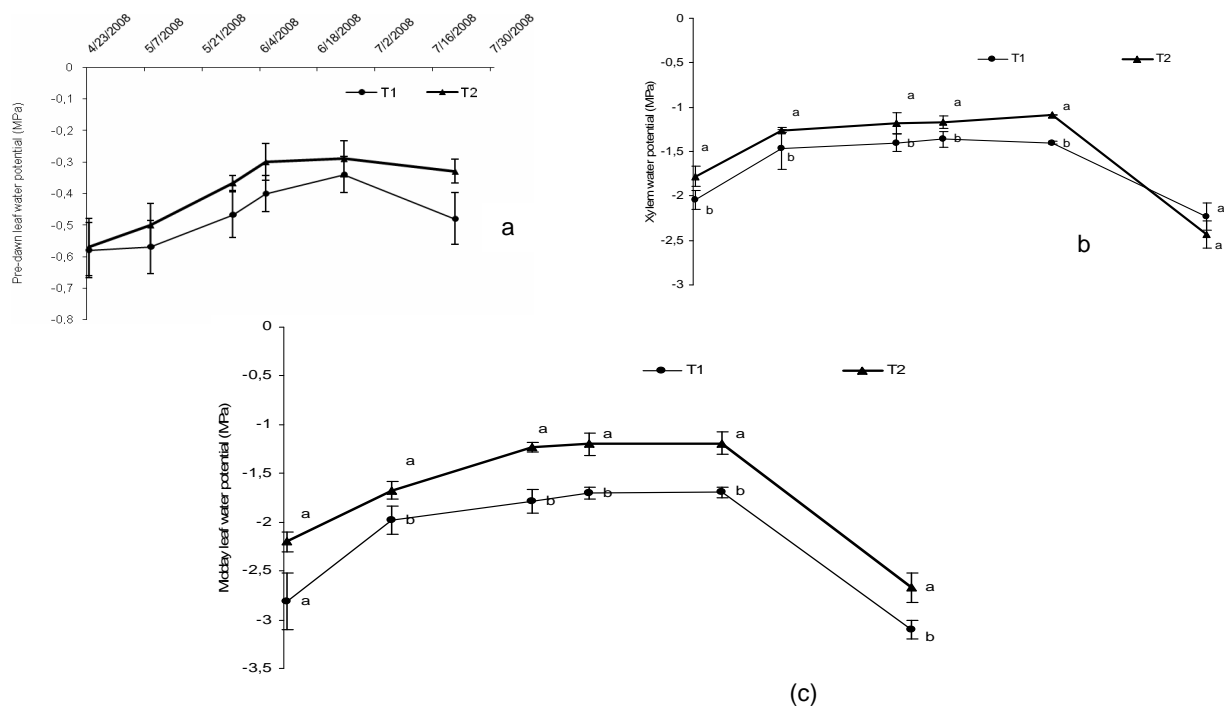 4/23/2008 5/7/2008 5/21/2008 6/4/2008 6/18/2008 7/2/2008 7/16/2008 7/30/2008
0
-0,1
-0,2
-0,3
-0,4
-0,5
-0,6
-0,7
-0,8
Pre-dawn leaf water potential (MPa)
T1 T2
a
0
-0,5
-1
-1,5
-2
-2,5
-3
Xylem water potential (MPa)
T1 T2
a a a a a
b b b b b
a
a
b
0
-0,5
-1
-1,5
-2
-2,5
-3
-3,5
Midday leaf water potential (MPa)
T1 T2
a a a a a a
a b b b b b
(c)